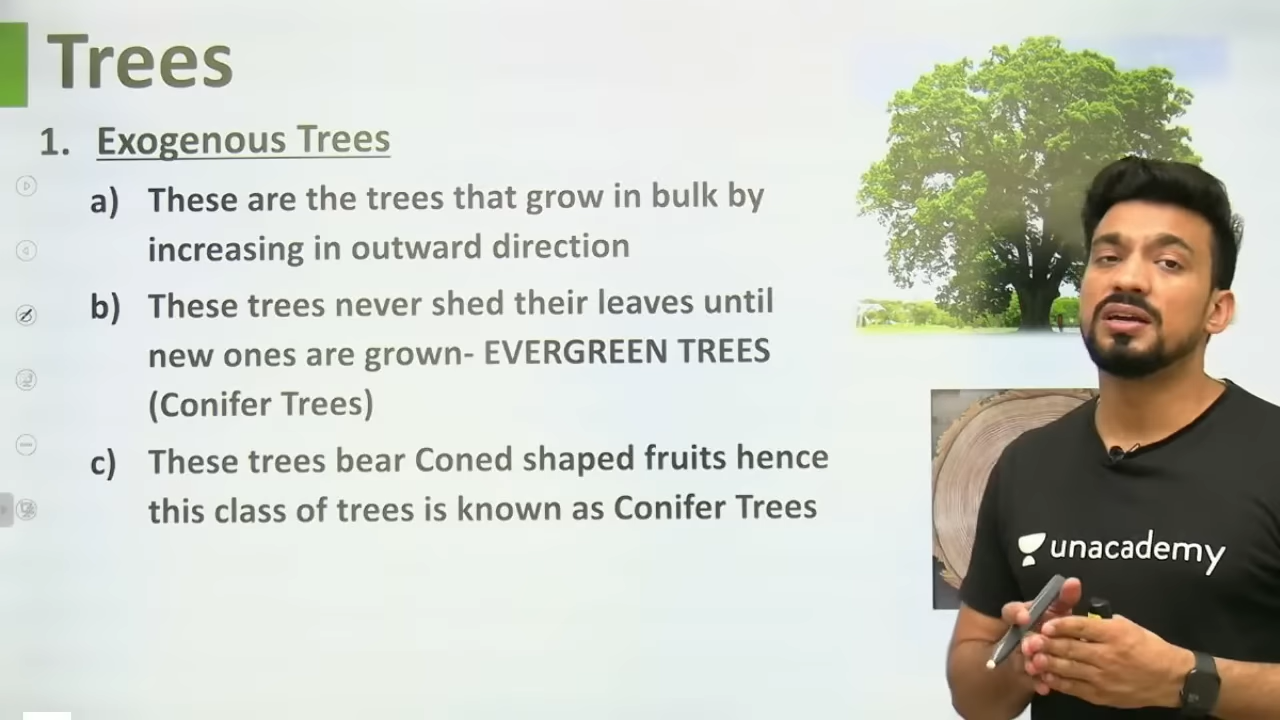 Trees
1. Exogenous Trees
a) These are the trees that grow in bulk by
increasing in outward direction
b) These trees never shed their leaves until
new ones are grown- EVERGREEN TREES
(Conifer Trees)
c) These trees bear Coned shaped fruits hence
this class of trees is known as Conifer Trees
unacademy